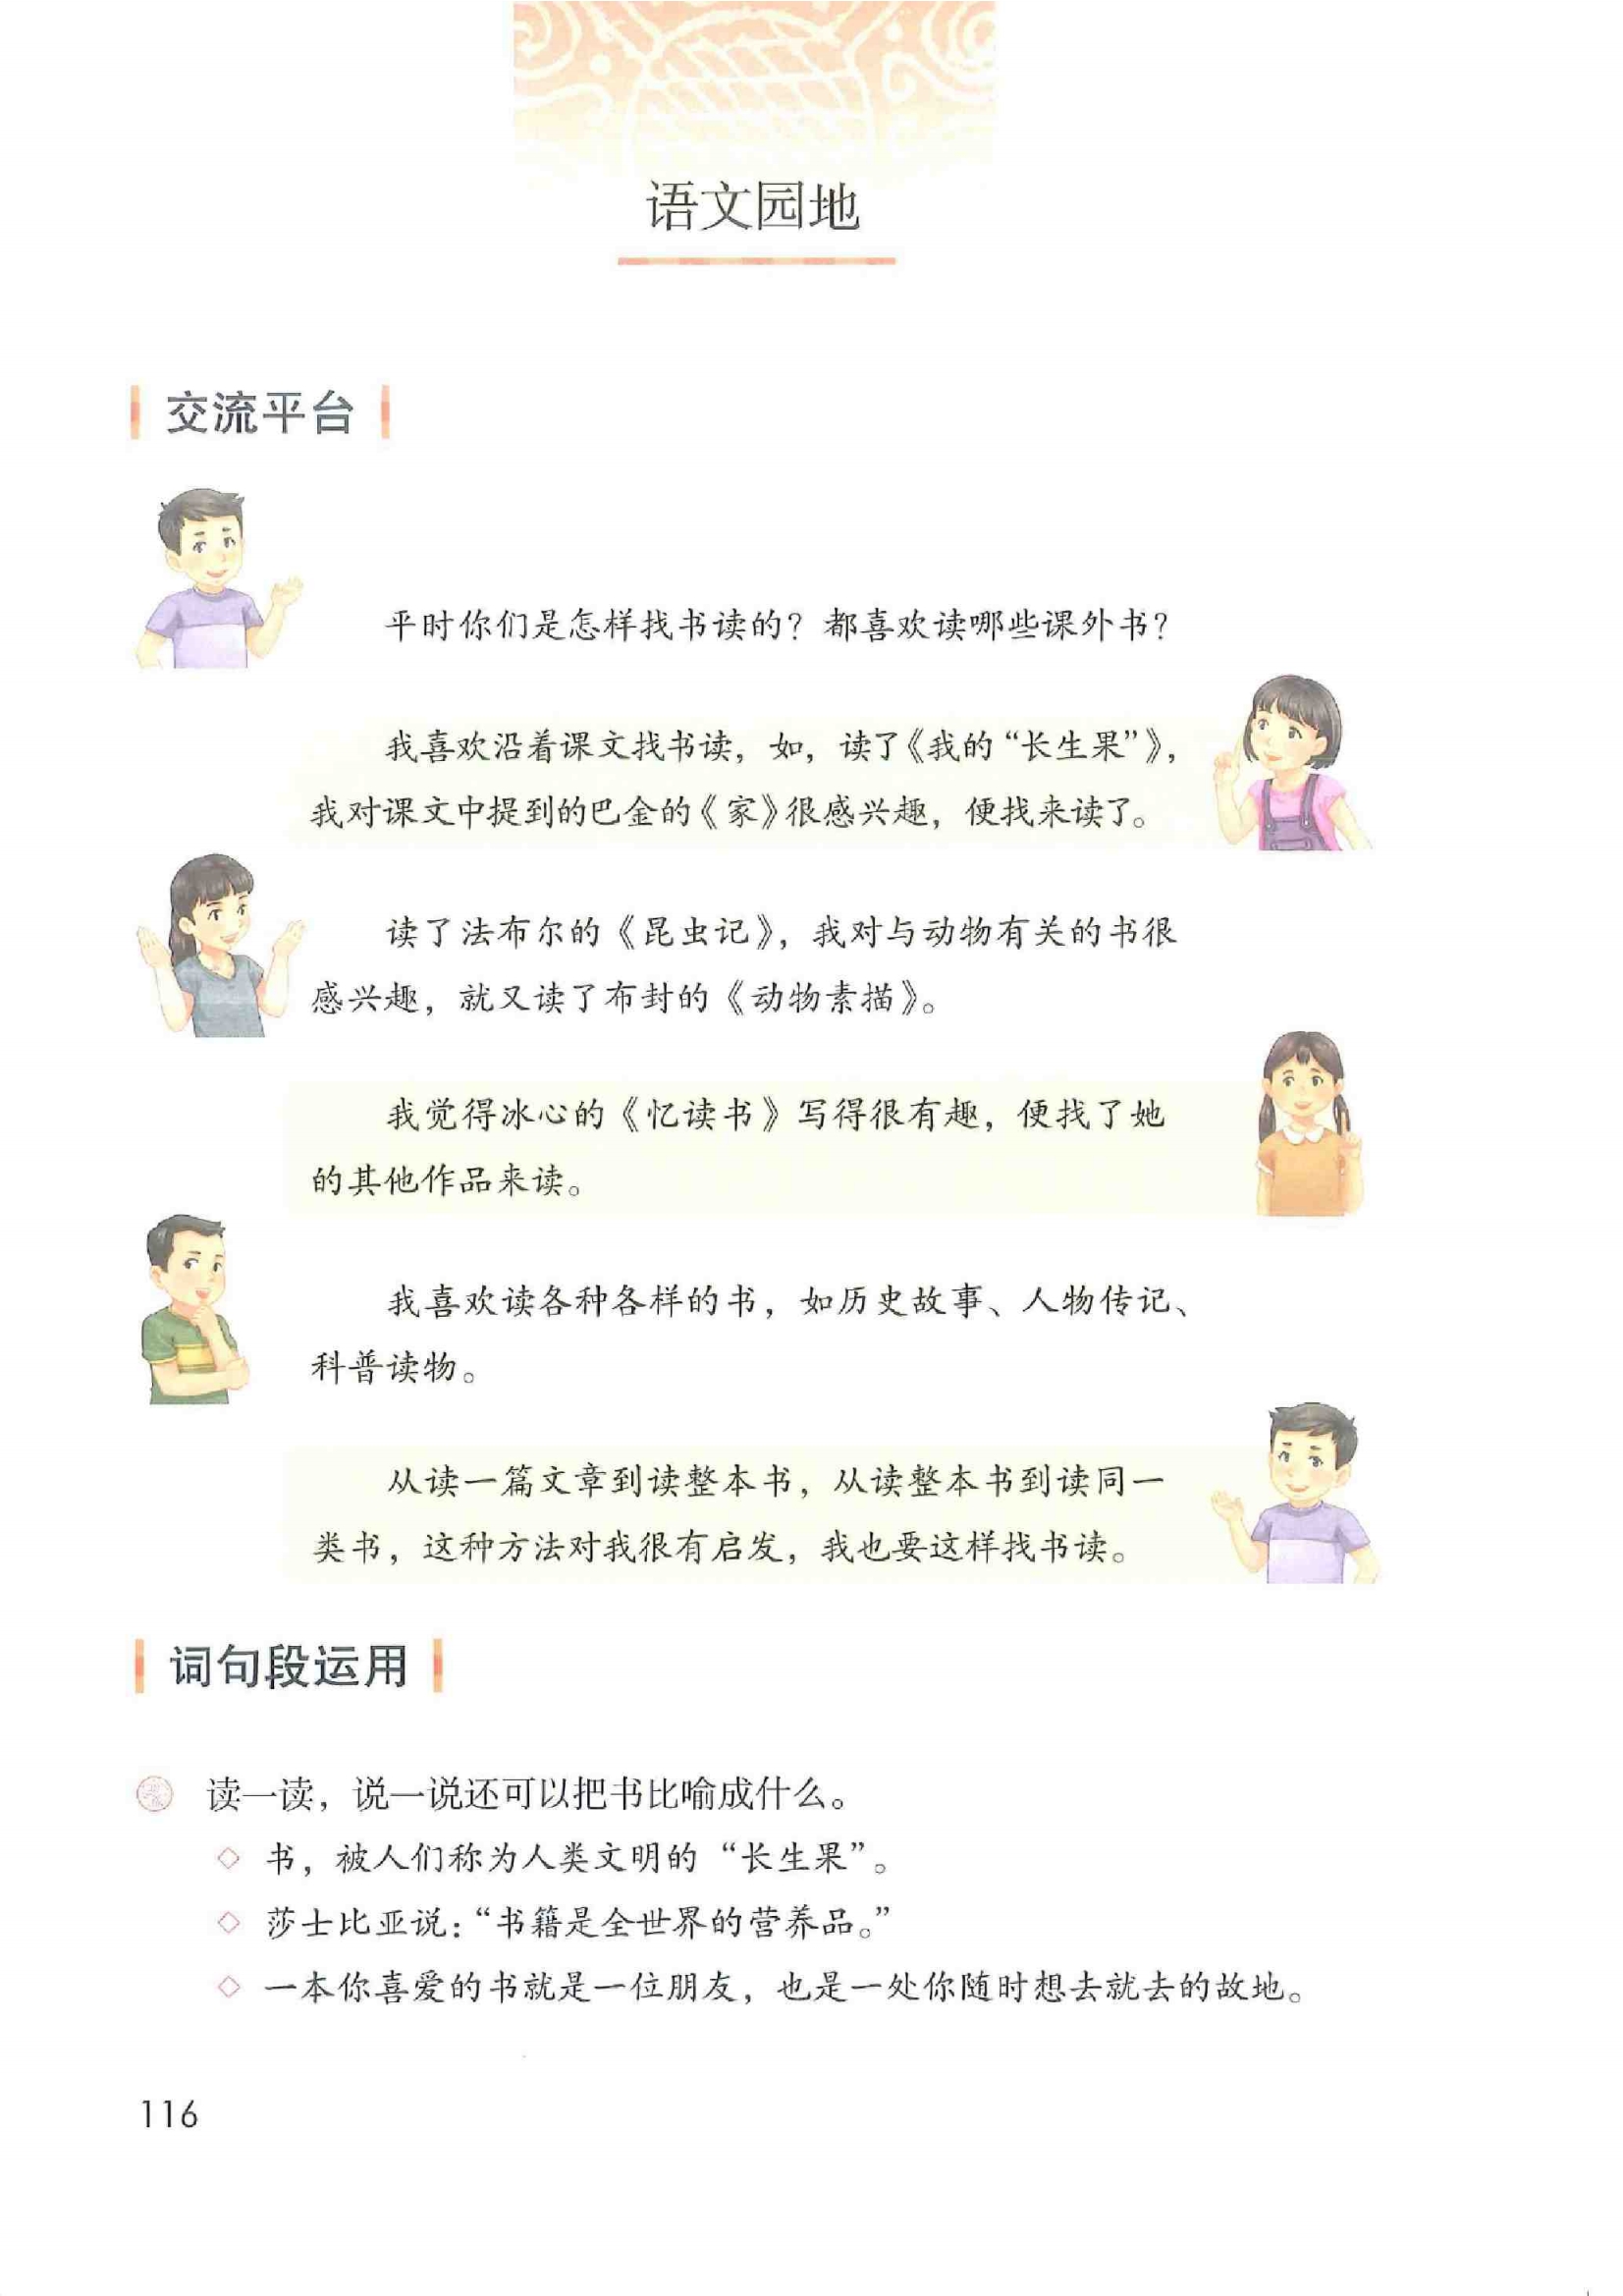 语文园地
交流平台
平时你们是怎样找书读的？都喜欢读哪些课外书？
我喜欢沿着课文找书读，如，读了《我的“长生果”》，
我对课文中提到的巴金的《家》很感兴趣，便找来读了。
读了法布尔的《昆虫记》，我对与动物有关的书很
感兴趣，就又读了布封的《动物素描》。
我觉得冰心的《忆读书》写得很有趣，便找了她
的其他作品来读。
我喜欢读各种各样的书，如历史故事、人物传记、
科普读物。
从读一篇文章到读整本书，从读整本书到读同一
类书，这种方法对我很有启发，我也要这样找书读。
词句段运用
读一读，说一说还可以把书比喻成什么。
◇ 书，被人们称为人类文明的“长生果”。
◇ 莎士比亚说：“书籍是全世界的营养品。”
◇ 一本你喜爱的书就是一位朋友，也是一处你随时想去就去的故地。
116